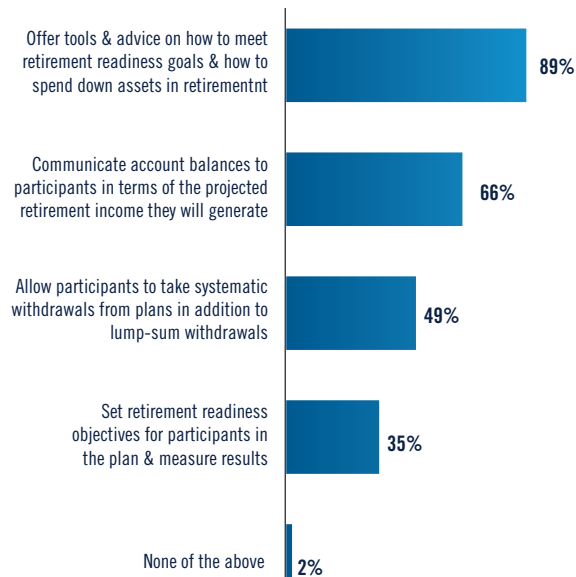 Offer tools & advice on how to meet
retirement readiness goals & how to
spend down assets in retirementnt
89%
Communicate account balances to
participants in terms of the projected
retirement income they will generate
66%
Allow participants to take systematic
withdrawals from plans in addition to
lump-sum withdrawals
49%
Set retirement readiness
objectives for participants in
the plan & measure results
35%
None of the above
2%